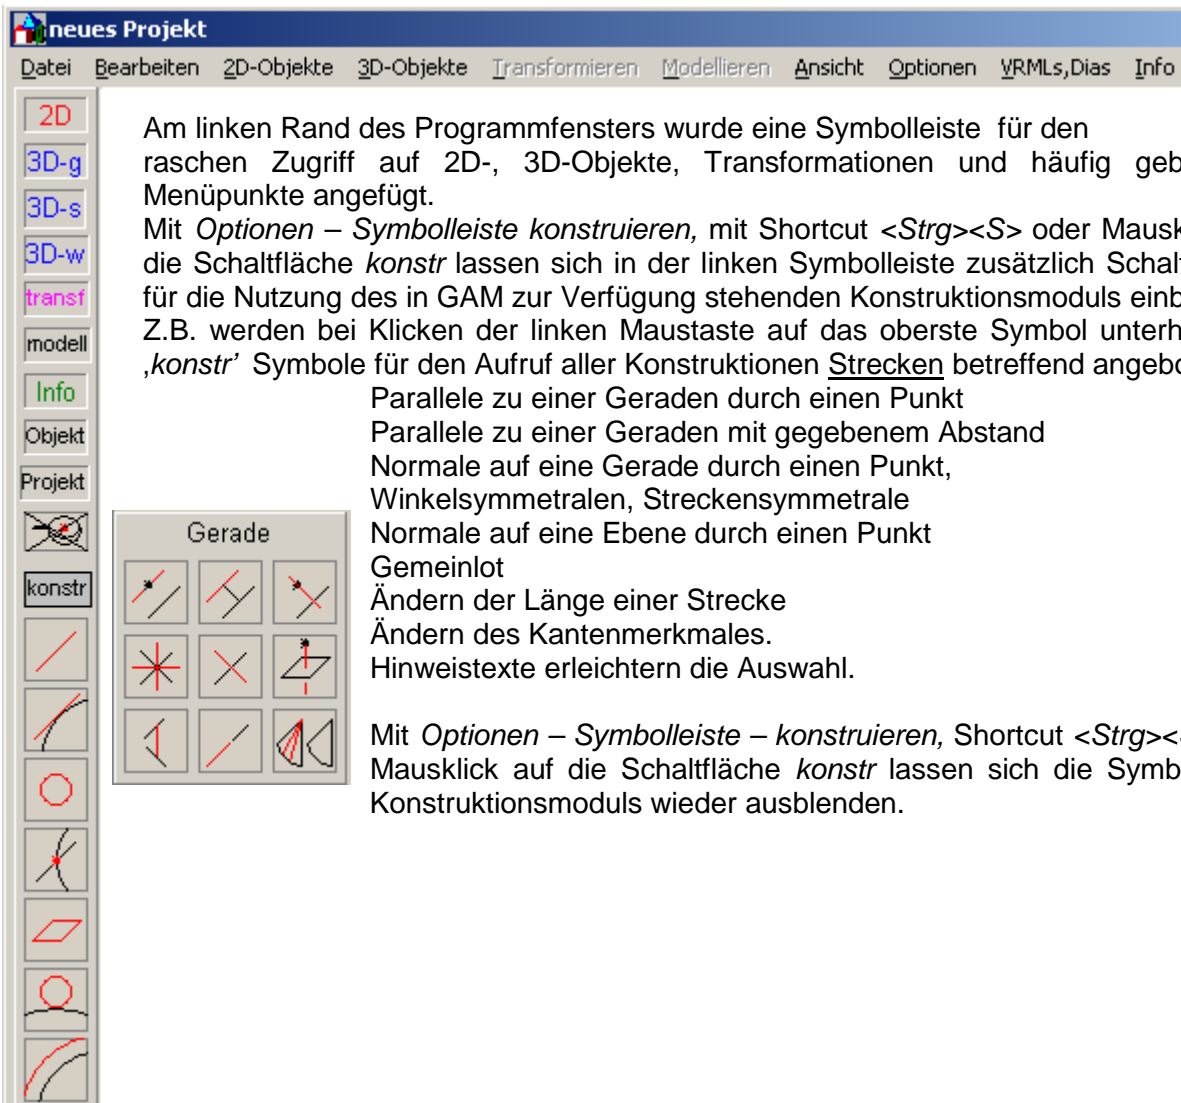 neues Projekt
Datei Bearbeiten 2D-Objekte 3D-Objekte Transformieren Modellieren Ansicht Optionen VRMLs,Dias Info
2D
3D-g
3D-s
3D-w
transf
modell
Info
Objekt
Projekt
konstr
Am linken Rand des Programmfensters wurde eine Symbolleiste für den
raschen Zugriff auf 2D-, 3D-Objekte, Transformationen und häufig
Menüpunkte angefügt.
Mit Optionen – Symbolleiste konstruieren, mit Shortcut <Strg><S> oder
die Schaltfläche konstr lassen sich in der linken Symbolleiste zusätzlich
für die Nutzung des in GAM zur Verfügung stehenden Konstruktionsmoduls
Z.B. werden bei Klicken der linken Maustaste auf das oberste Symbol
‚konstr’ Symbole für den Aufruf aller Konstruktionen Strecken betreffend
Parallele zu einer Geraden durch einen Punkt
Parallele zu einer Geraden mit gegebenem Abstand
Normale auf eine Gerade durch einen Punkt,
Winkelsymmetralen, Streckensymmetrale
Normale auf eine Ebene durch einen Punkt
Gemeinlot
Ändern der Länge einer Strecke
Ändern des Kantenmerkmales.
Hinweistexte erleichtern die Auswahl.
Gerade
Mit Optionen – Symbolleiste – konstruieren, Shortcut <Strg><
Mausklick auf die Schaltfläche konstr lassen sich die
Konstruktionsmoduls wieder ausblenden.